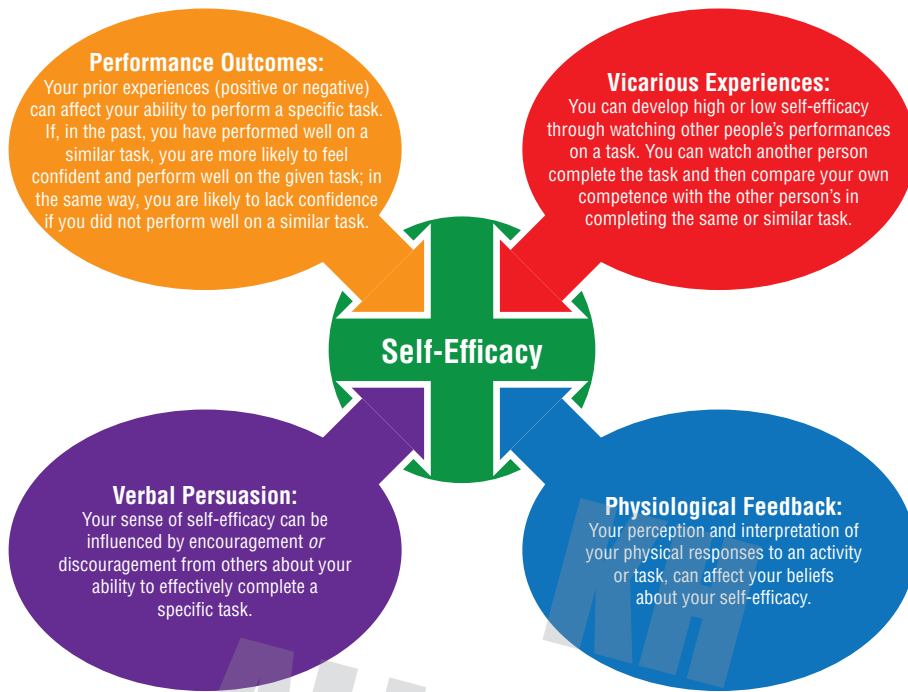 Performance Outcomes:
Your prior experiences (positive or negative)
can affect your ability to perform a specific task.
If, in the past, you have performed well on a
similar task, you are more likely to feel
confident and perform well on the given task; in
the same way, you are likely to lack confidence
if you did not perform well on a similar task.
Vicarious Experiences:
You can develop high or low self-efficacy
through watching other people's performances
on a task. You can watch another person
complete the task and then compare your own
competence with the other person's in
completing the same or similar task.
Self-Efficacy
Verbal Persuasion:
Your sense of self-efficacy can be
influenced by encouragement or
discouragement from others about your
ability to effectively complete a
specific task.
Physiological Feedback:
Your perception and interpretation of
your physical responses to an activity
or task, can affect your beliefs
about your self-efficacy.
KH